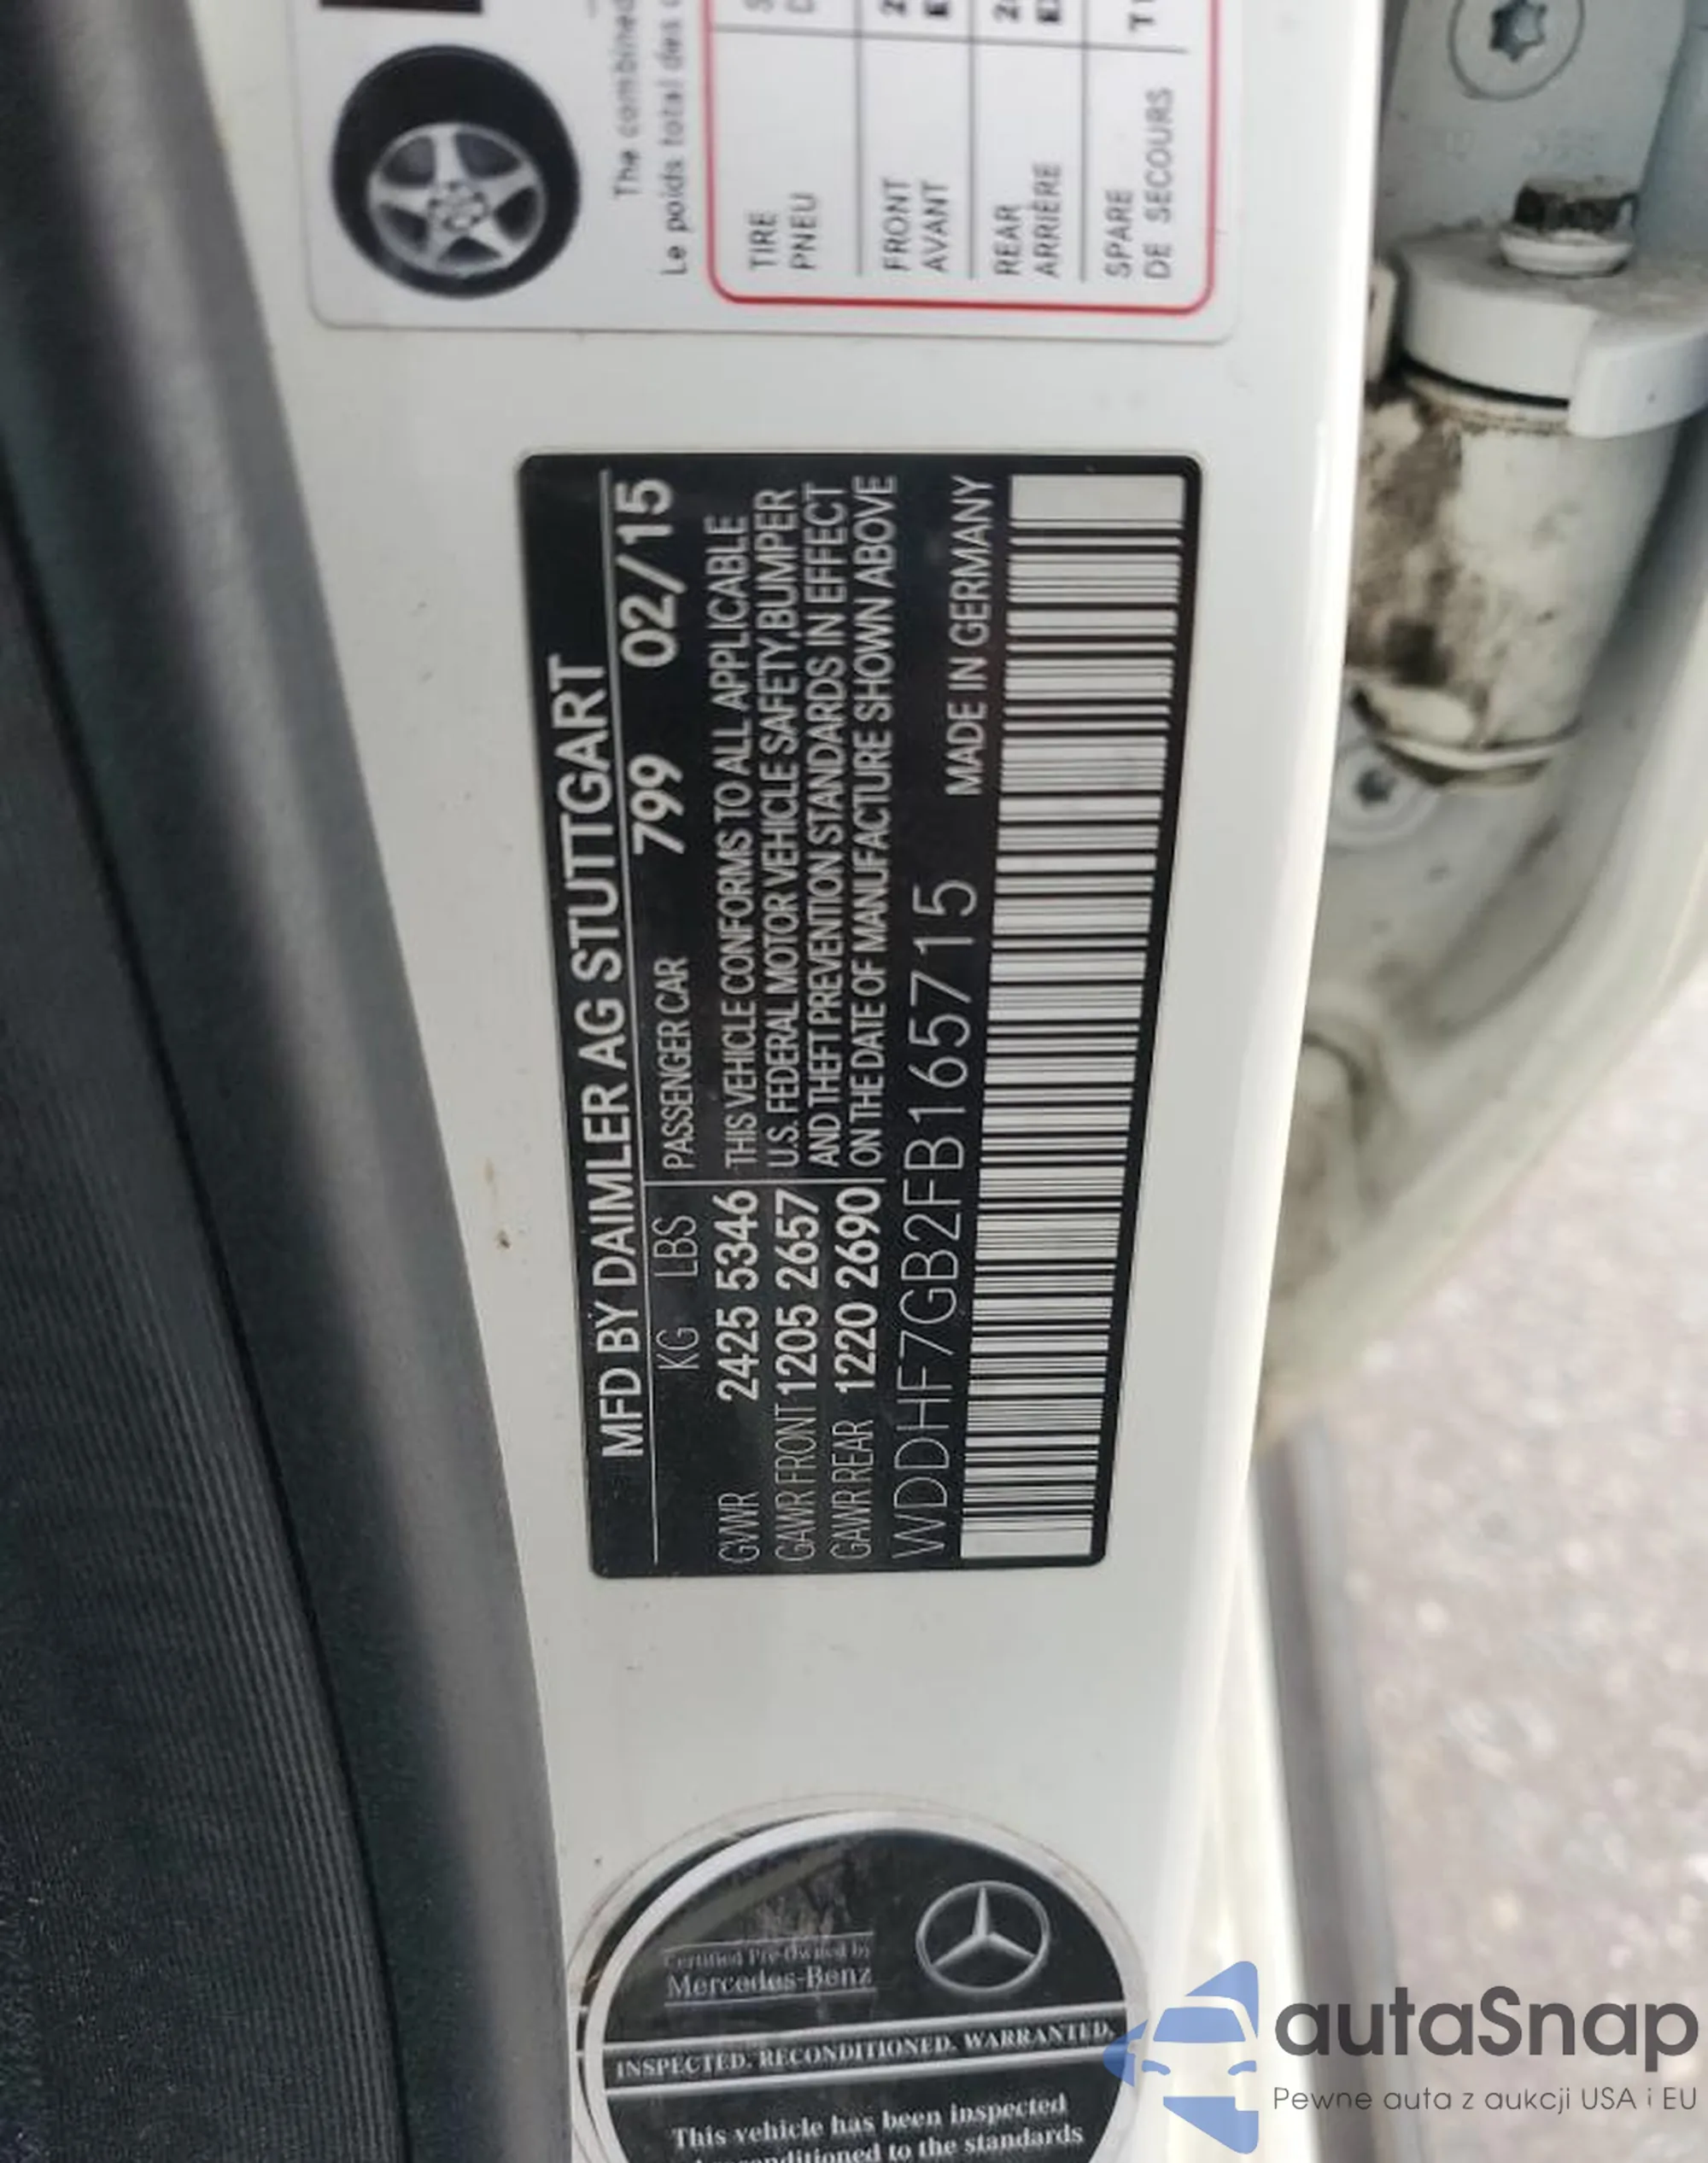 The combined
Le poids total des
TIRE
PNEU
FRONT
AVANT
REAR
ARRIÈRE
SPARE
DE SECOURS
MFD BY DAIMLER AG STUTTGART
KG LBS PASSENGER CAR 799 02/15
GVWR 2425 5346 THIS VEHICLE CONFORMS TO ALL APPLICABLE
GAWR FRONT 1205 2657 U.S. FEDERAL MOTOR VEHICLE SAFETY,BUMPER
GAWR REAR 1220 2690 AND THEFT PREVENTION STANDARDS IN EFFECT
ON THE DATE OF MANUFACTURE SHOWN ABOVE
WDDHF7GB2FB165715 MADE IN GERMANY
Certified Pre-Owned by
Mercedes-Benz
INSPECTED. RECONDITIONED. WARRANTED.
This vehicle has been inspected
to the standards
autaSnap
Pewne auta z aukcji USA i EU